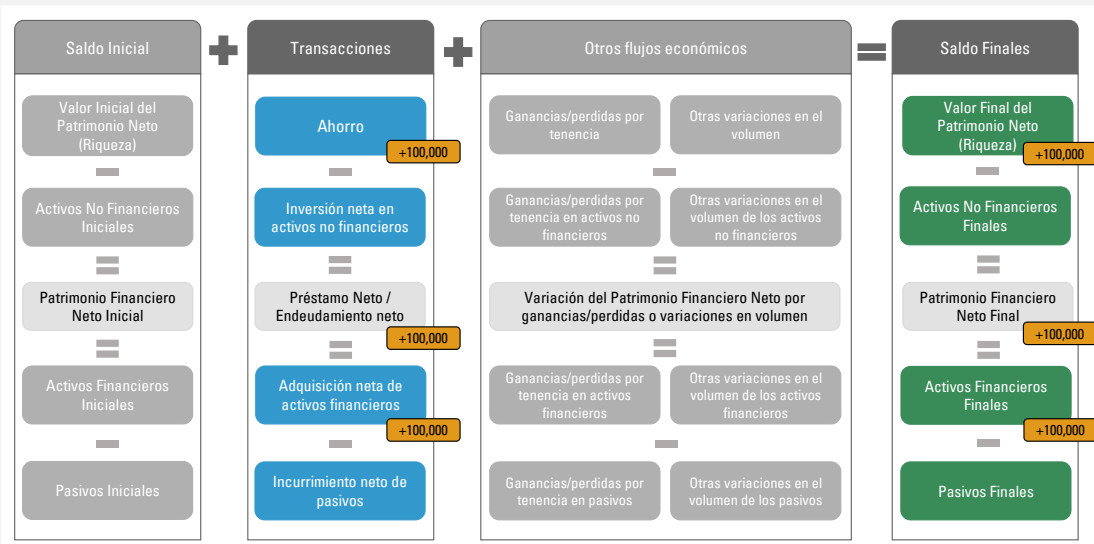 Saldo Inicial
Transacciones
Otros flujos económicos
Saldo Finales
Valor Inicial del
Patrimonio Neto
(Riqueza)
Ahorro
+100,000
Ganancias/perdidas por
tenencia
Otras variaciones en el
volumen
Valor Final del
Patrimonio Neto
(Riqueza)
+100,000
Activos No Financieros
Iniciales
Inversión neta en
activos no financieros
Ganancias/perdidas por
tenencia en activos no
financieros
Otras variaciones en el
volumen de los activos
no financieros
Activos No Financieros
Finales
Patrimonio Financiero
Neto Inicial
Préstamo Neto /
Endeudamiento neto
+100,000
Variación del Patrimonio Financiero Neto por
ganancias/perdidas o variaciones en volumen
Patrimonio Financiero
Neto Final
+100,000
Activos Financieros
Iniciales
Adquisición neta de
activos financieros
+100,000
Ganancias/perdidas por
tenencia en activos
financieros
Otras variaciones en el
volumen de los activos
financieros
Activos Financieros
Finales
+100,000
Pasivos Iniciales
Incurrimiento neto de
pasivos
Ganancias/perdidas por
tenencia en pasivos
Otras variaciones en el
volumen de los pasivos
Pasivos Finales